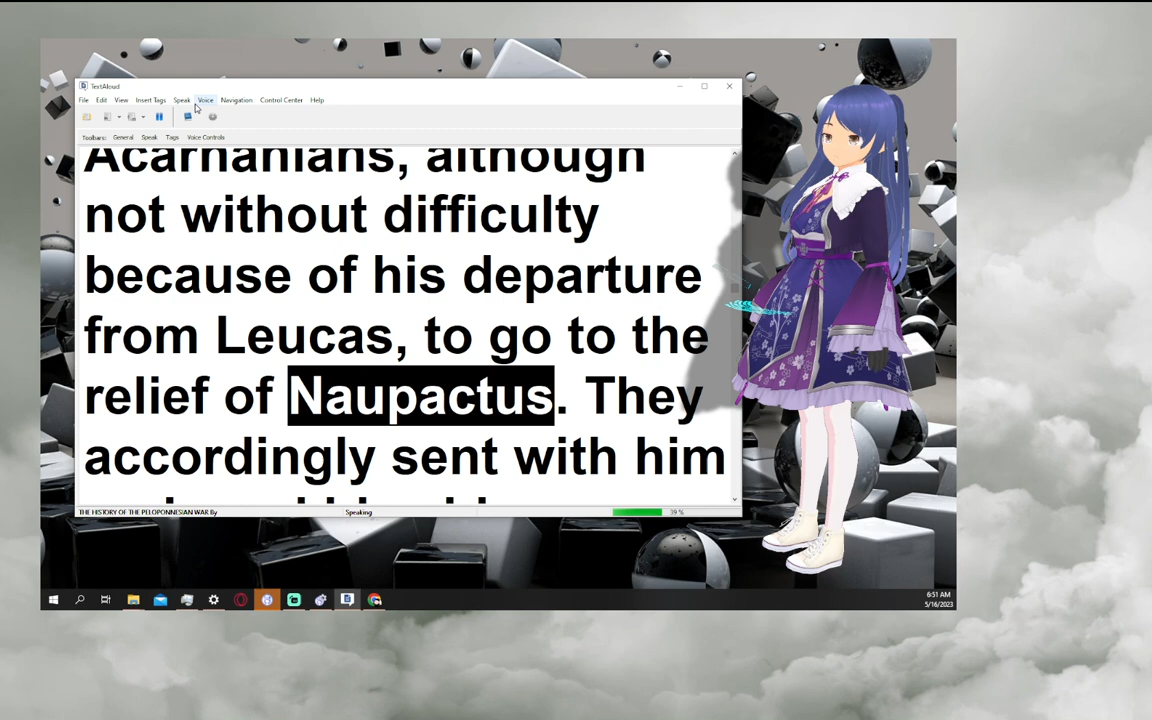 TextAloud
File Edit View Insert Tags Speak Voice Navigation Control Center Help
Toolbars: General Speak Tags Voice Controls
Acarnanians, although
not without difficulty
because of his departure
from Leucas, to go to the
relief of Naupactus. They
accordingly sent with him
THE HISTORY OF THE PELOPONNESIAN WAR By Speaking 39 %
6:51 AM
5/16/2023